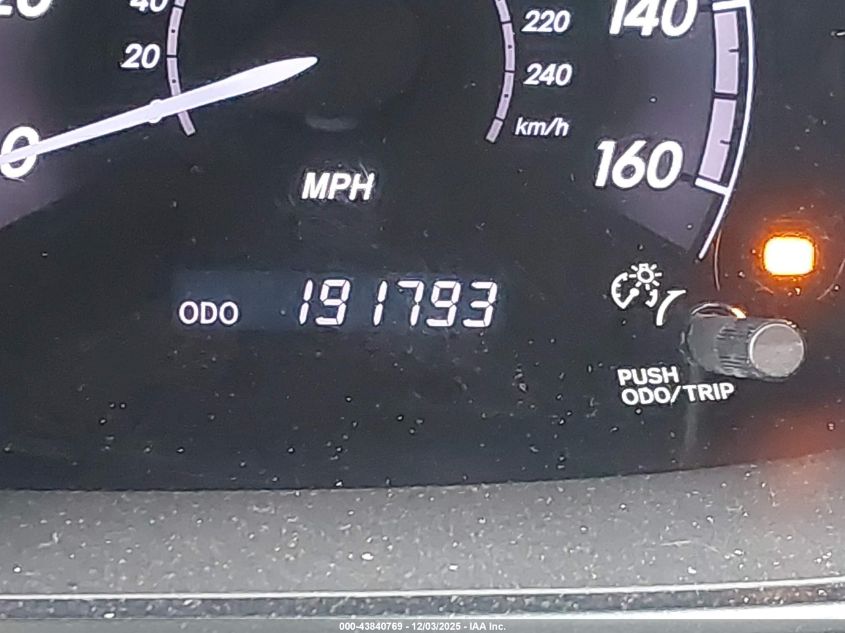 40
20
220
140
240
km/h
0
160
MPH
ODO 191793
PUSH
ODO/TRIP
000-43840769 - 12/03/2025 - IAA Inc.